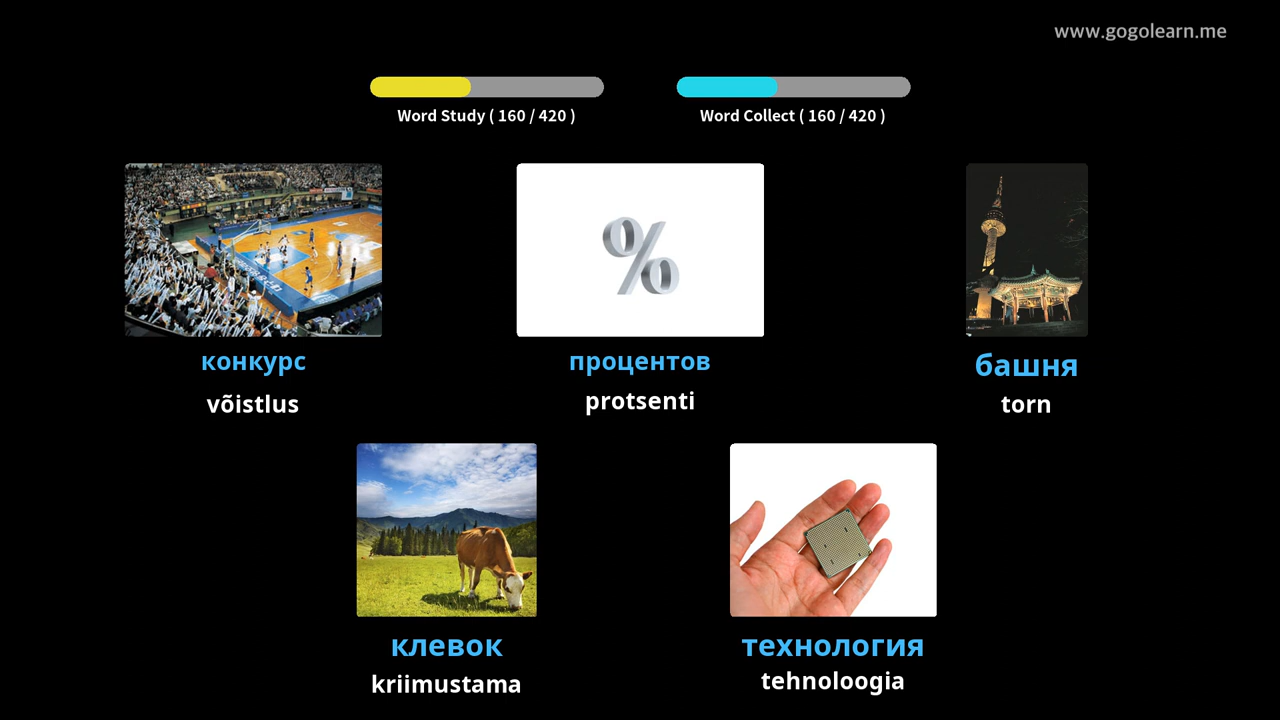 www.gogolearn.me
Word Study ( 160 / 420 )
Word Collect ( 160 / 420 )
конкурс
võistlus
процентов
protsenti
башня
torn
клевок
kriimustama
технология
tehnoloogia